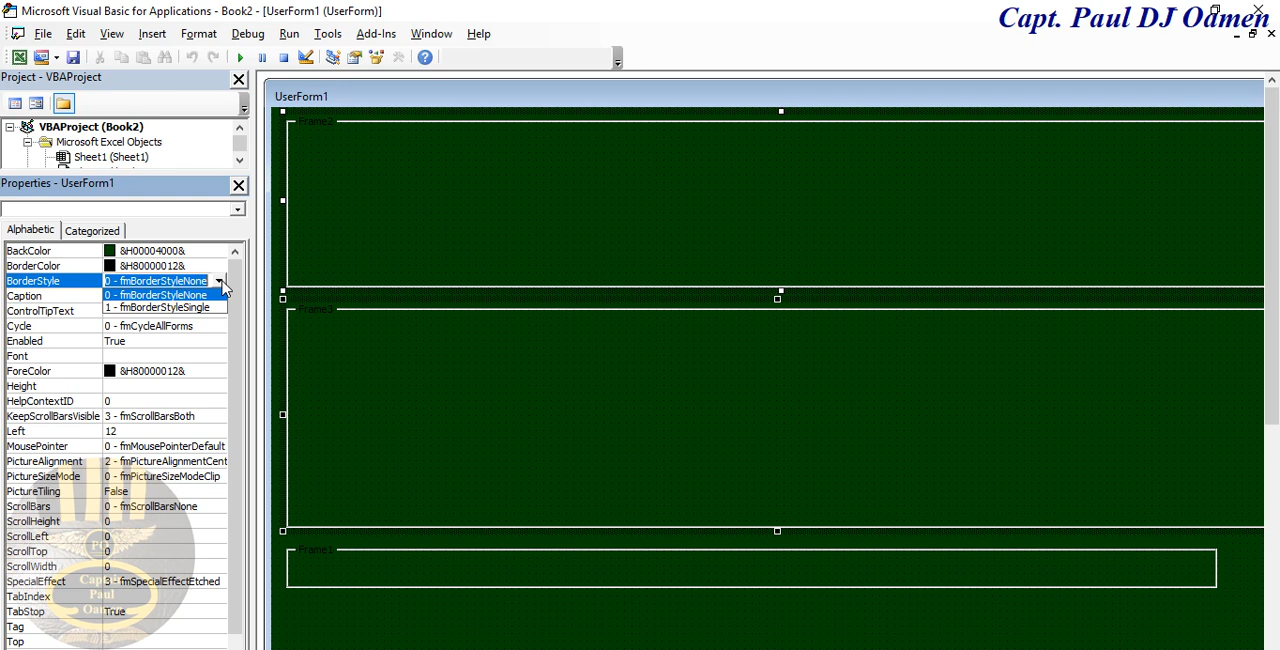 Microsoft Visual Basic for Applications - Book2 - [UserForm1 (UserForm)]
Capt. Paul DJ Oamen
File Edit View Insert Format Debug Run Tools Add-Ins Window Help
Project - VBAProject
VBAProject (Book2)
Microsoft Excel Objects
Sheet1 (Sheet1)
Properties - UserForm1
Alphabetic Categorized
BackColor &H00004000&
BorderColor &H80000012&
BorderStyle 0 - fmBorderStyleNone
Caption 0 - fmBorderStyleNone
ControlTipText 1 - fmBorderStyleSingle
Cycle 0 - fmCycleAllForms
Enabled True
Font
ForeColor &H80000012&
Height
HelpContextID 0
KeepScrollBarsVisible 3 - fmScrollBarsBoth
Left 12
MousePointer 0 - fmMousePointerDefault
PictureAlignment 2 - fmPictureAlignmentCent
PictureSizeMode 0 - fmPictureSizeModeClip
PictureTiling False
ScrollBars 0 - fmScrollBarsNone
ScrollHeight 0
ScrollLeft 0
ScrollTop 0
ScrollWidth 0
SpecialEffect 3 - fmSpecialEffectEtched
TabIndex
TabStop True
Tag
Top
Paul
UserForm1
Frame2
Frame3
Frame1